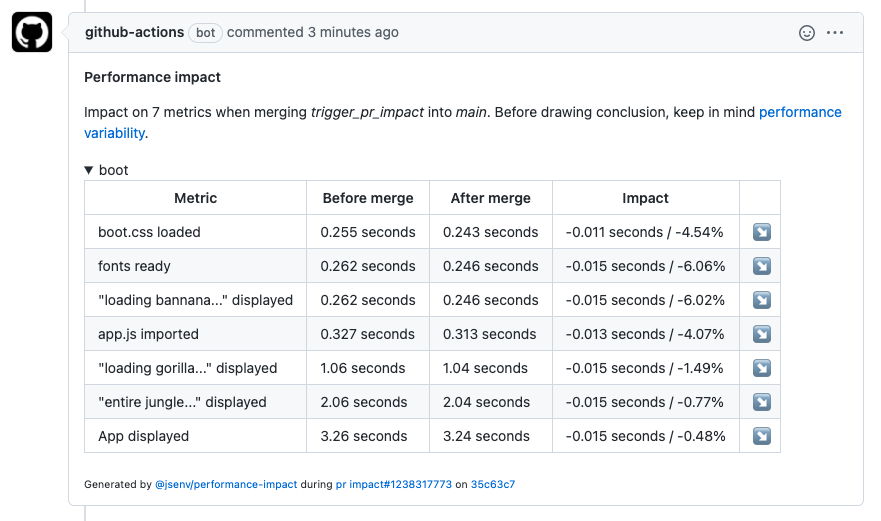 github-actions bot commented 3 minutes ago
Performance impact
Impact on 7 metrics when merging trigger_pr_impact into main. Before drawing conclusion, keep in mind performance
variability.
boot
Metric Before merge After merge Impact
boot.css loaded 0.255 seconds 0.243 seconds -0.011 seconds / -4.54%
fonts ready 0.262 seconds 0.246 seconds -0.015 seconds / -6.06%
"loading bannana..." displayed 0.262 seconds 0.246 seconds -0.015 seconds / -6.02%
app.js imported 0.327 seconds 0.313 seconds -0.013 seconds / -4.07%
"loading gorilla..." displayed 1.06 seconds 1.04 seconds -0.015 seconds / -1.49%
"entire jungle..." displayed 2.06 seconds 2.04 seconds -0.015 seconds / -0.77%
App displayed 3.26 seconds 3.24 seconds -0.015 seconds / -0.48%
Generated by @jsenv/performance-impact during pr impact#1238317773 on 35c63c7